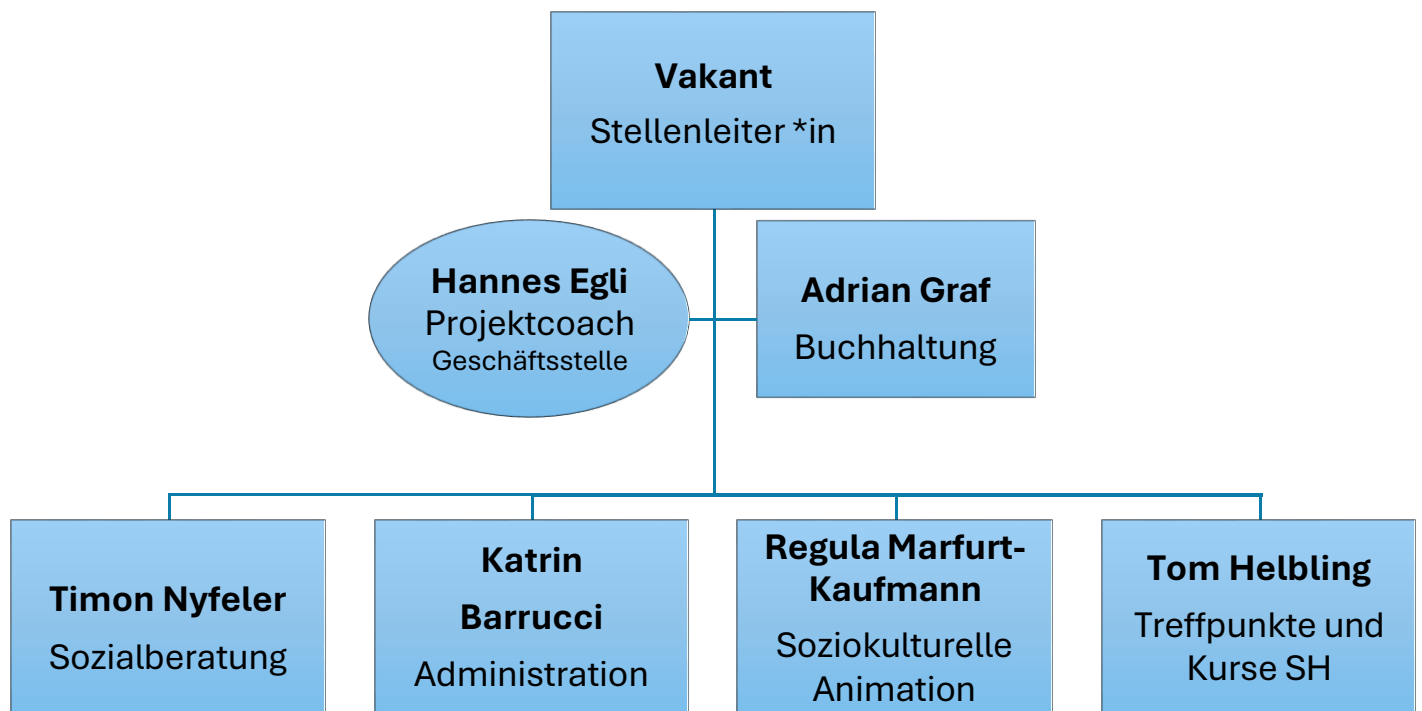 Vakant
Stellenleiter *in
Hannes Egli
Projektcoach
Geschäftsstelle
Adrian Graf
Buchhaltung
Timon Nyfeler
Sozialberatung
Katrin
Barrucci
Administration
Regula Marfurt-
Kaufmann
Soziokulturelle
Animation
Tom Helbling
Treffpunkte und
Kurse SH